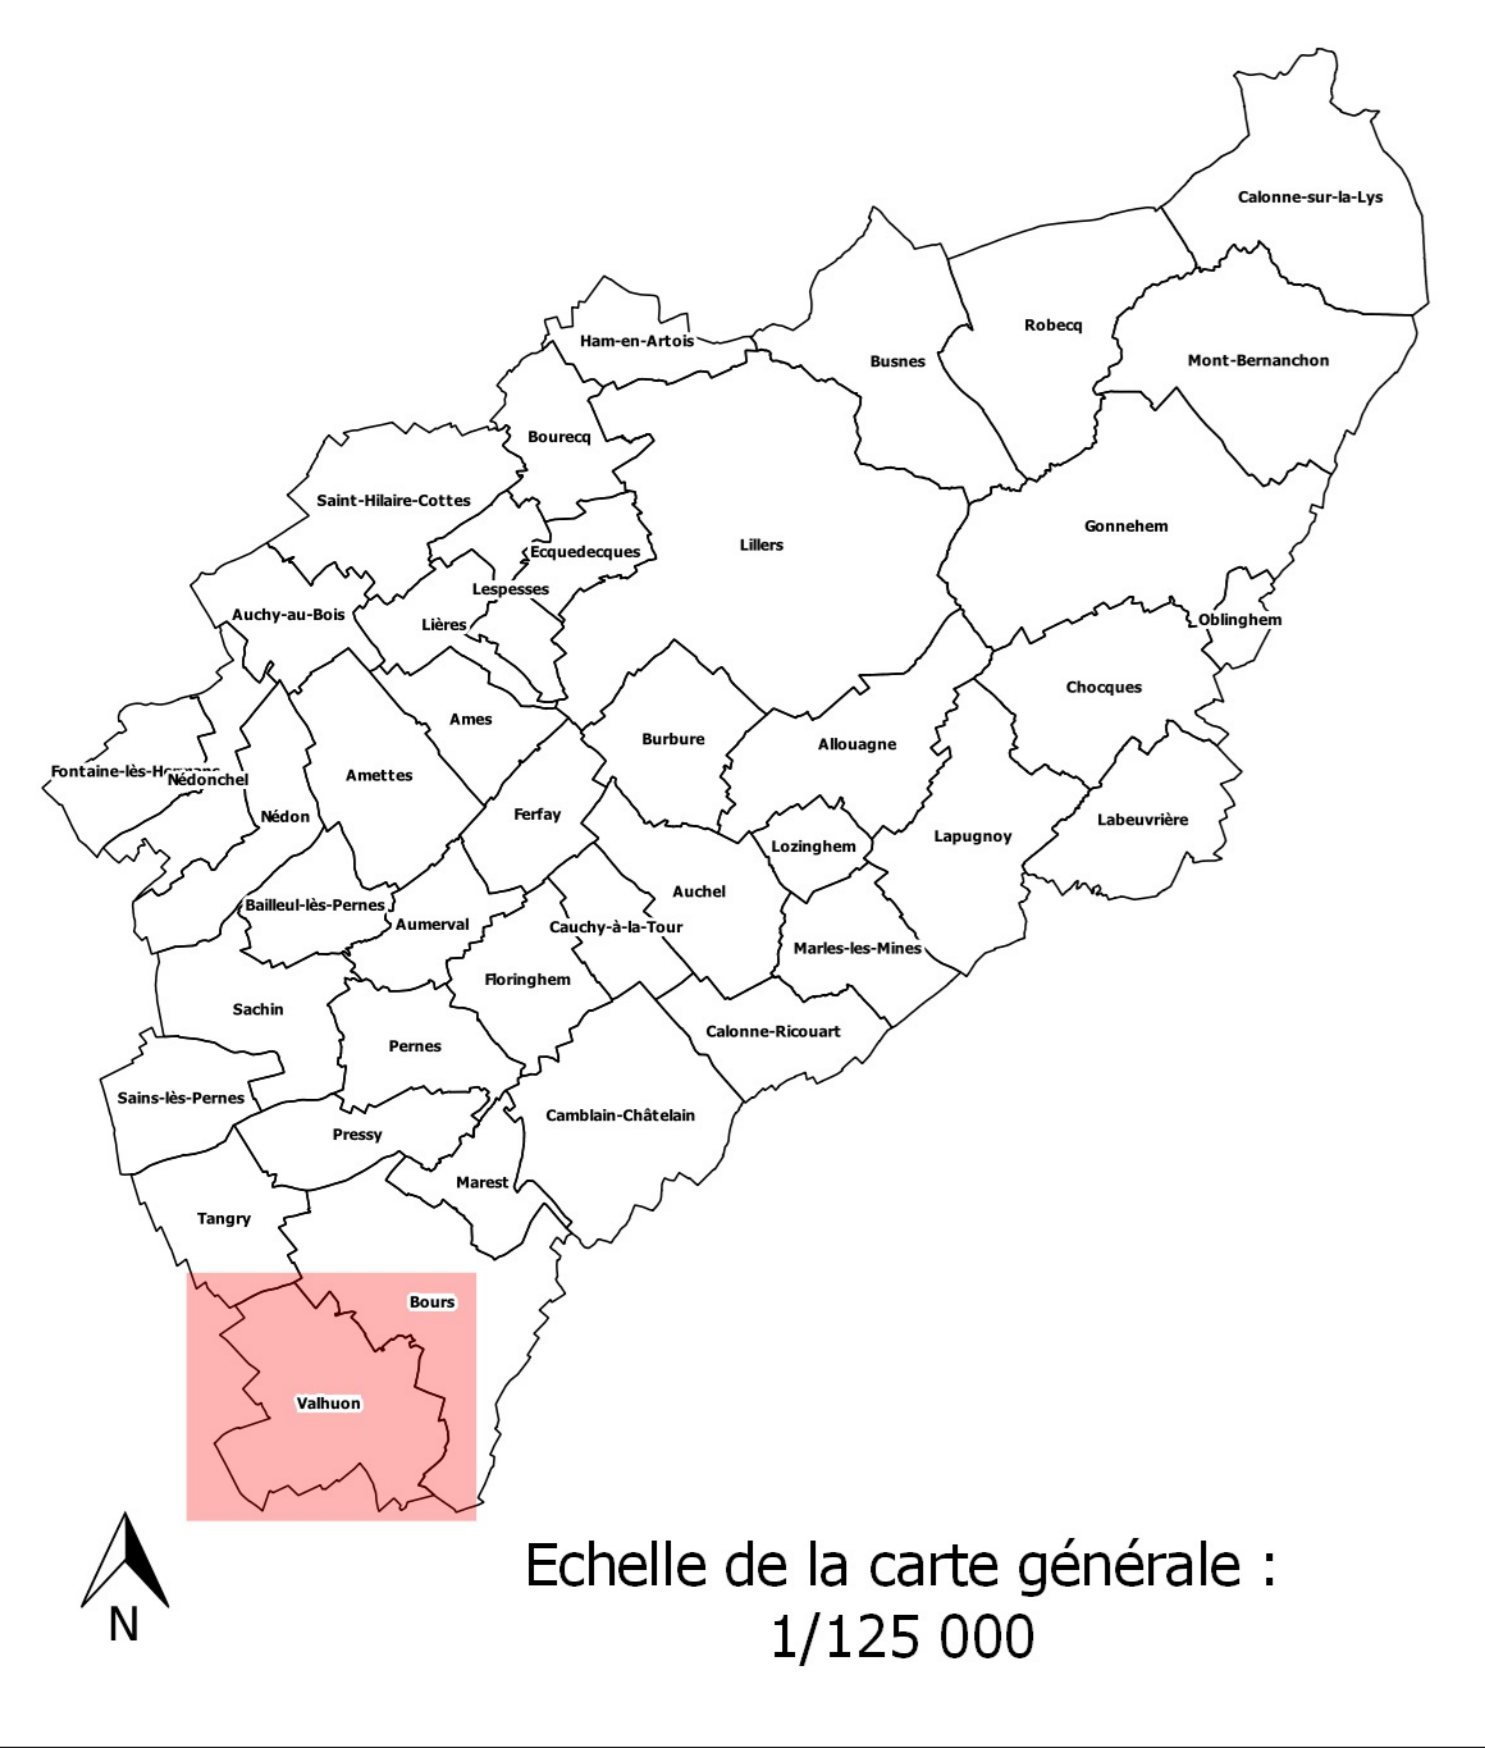 Calonne-sur-la-Lys
Robecq
Ham-en-Artois
Busnes
Mont-Bernanchon
Bourecq
Saint-Hilaire-Cottes
Gonnehem
Lillers
Ecquedecques
Lespesses
Auchy-au-Bois
Oblinghem
Lières
Chocques
Ames
Burbure
Allouagne
Fontaine-lès-Hermans
Nédonchel
Amettes
Nédon
Ferfay
Labeuvrière
Lapugnoy
Lozinghem
Auchel
Bailleul-lès-Pernes
Aumerval
Cauchy-à-la-Tour
Marles-les-Mines
Floringhem
Sachin
Calonne-Ricouart
Pernes
Sains-lès-Pernes
Camblain-Châtelain
Pressy
Marest
Tangry
Bours
Valhuon
Echelle de la carte générale :
1/125 000
N